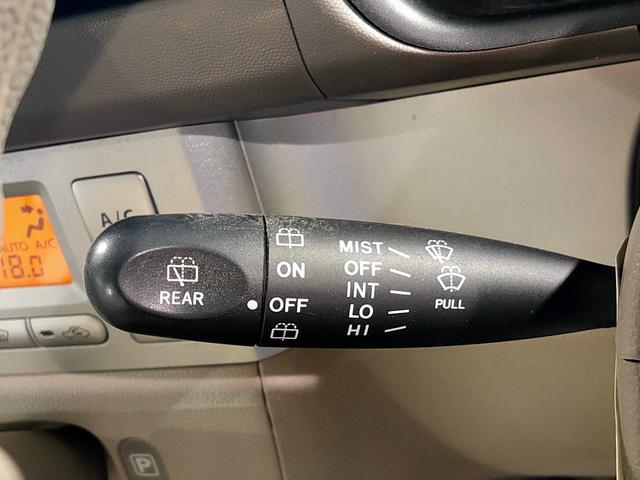 A/C
AUTO A/C
18.0
REAR
ON
OFF
MIST
OFF
INT
LO
HI
PULL
P